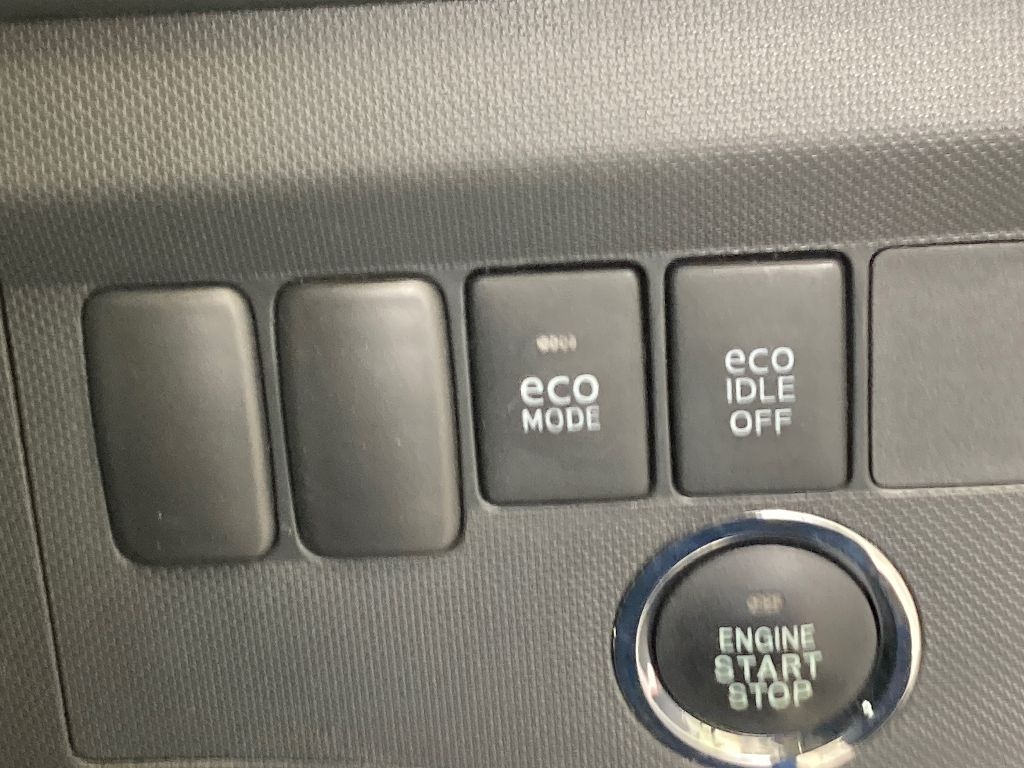 eco
MODE
eco
IDLE
OFF
ENGINE
START
STOP